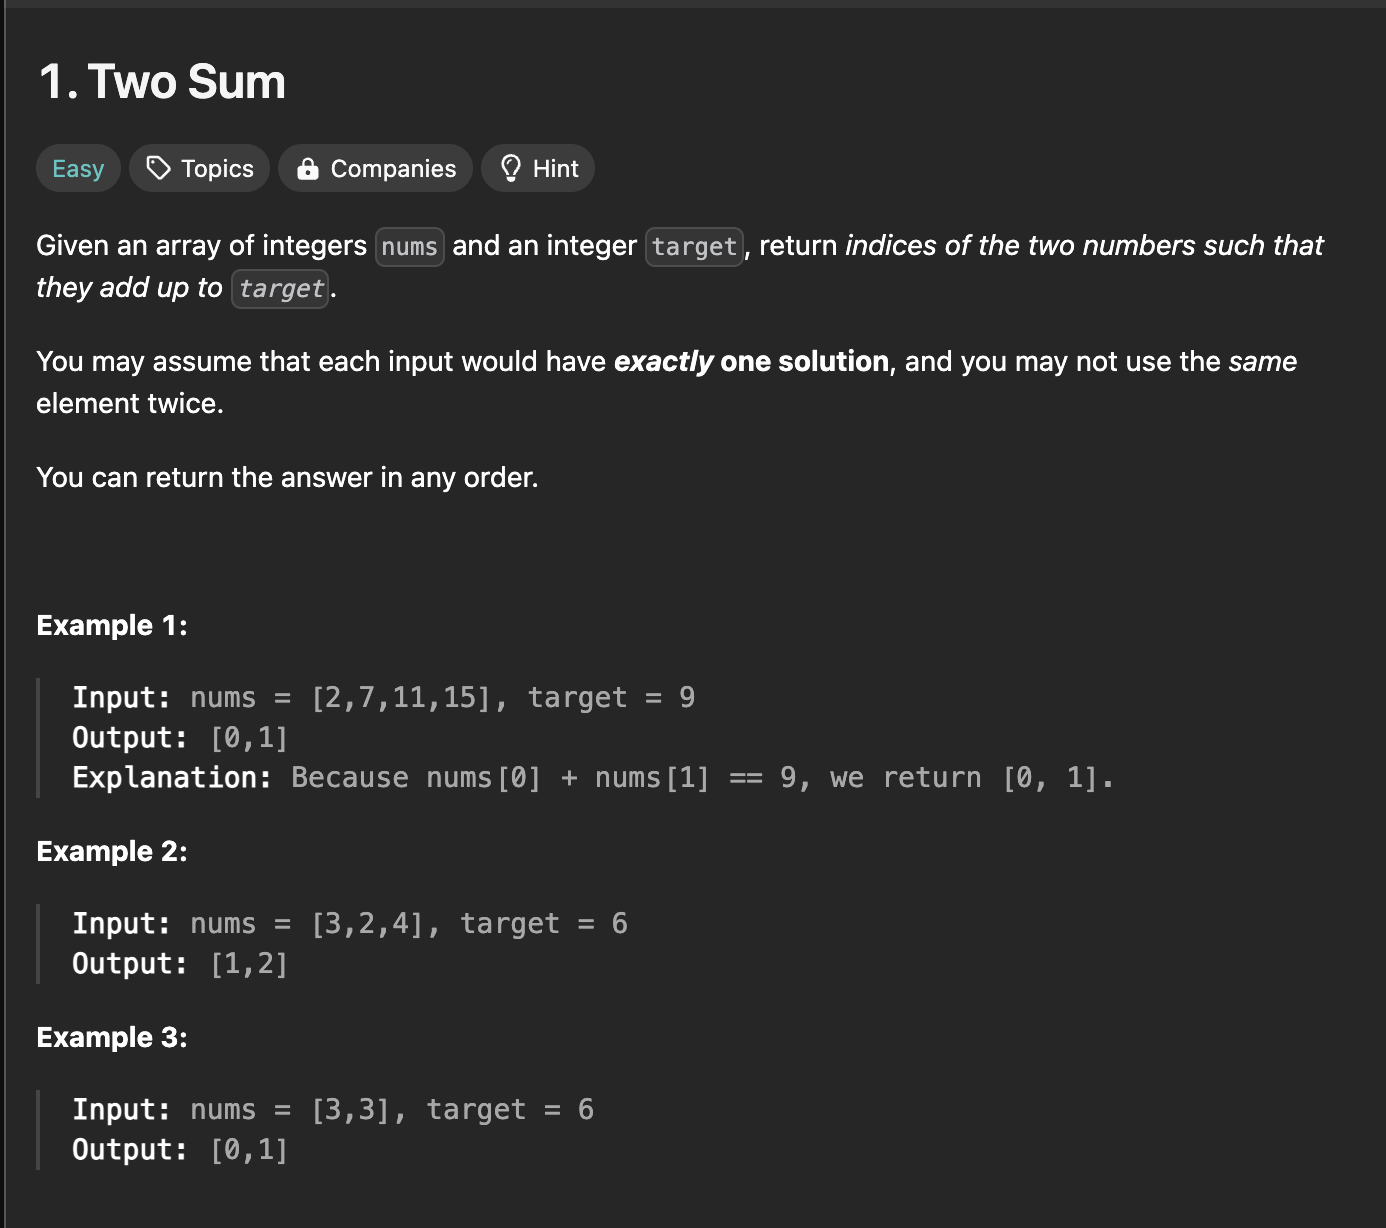 1. Two Sum
Easy Topics Companies Hint
Given an array of integers nums and an integer target, return indices of the two numbers such that
they add up to target.
You may assume that each input would have exactly one solution, and you may not use the same
element twice.
You can return the answer in any order.
Example 1:
Input: nums = [2,7,11,15], target = 9
Output: [0,1]
Explanation: Because nums[0] + nums[1] == 9, we return [0, 1].
Example 2:
Input: nums = [3,2,4], target = 6
Output: [1,2]
Example 3:
Input: nums = [3,3], target = 6
Output: [0,1]